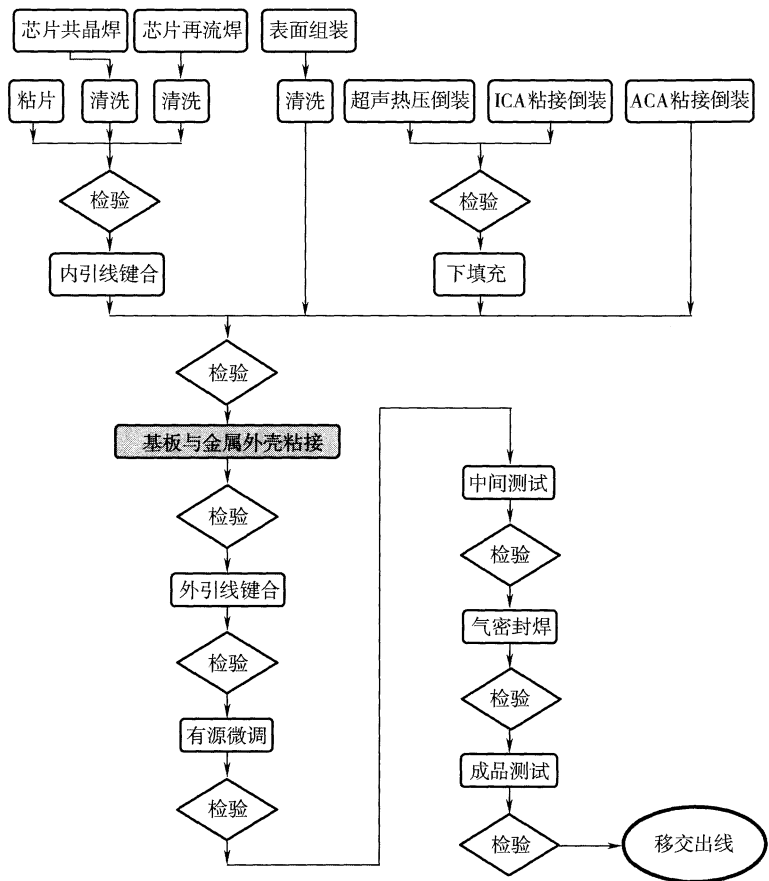 芯片共晶焊
芯片再流焊
表面组装
粘片
清洗
清洗
清洗
超声热压倒装
ICA粘接倒装
ACA粘接倒装
检验
检验
内引线键合
下填充
检验
基板与金属外壳粘接
检验
外引线键合
检验
有源微调
检验
中间测试
检验
气密封焊
检验
成品测试
检验
移交出线